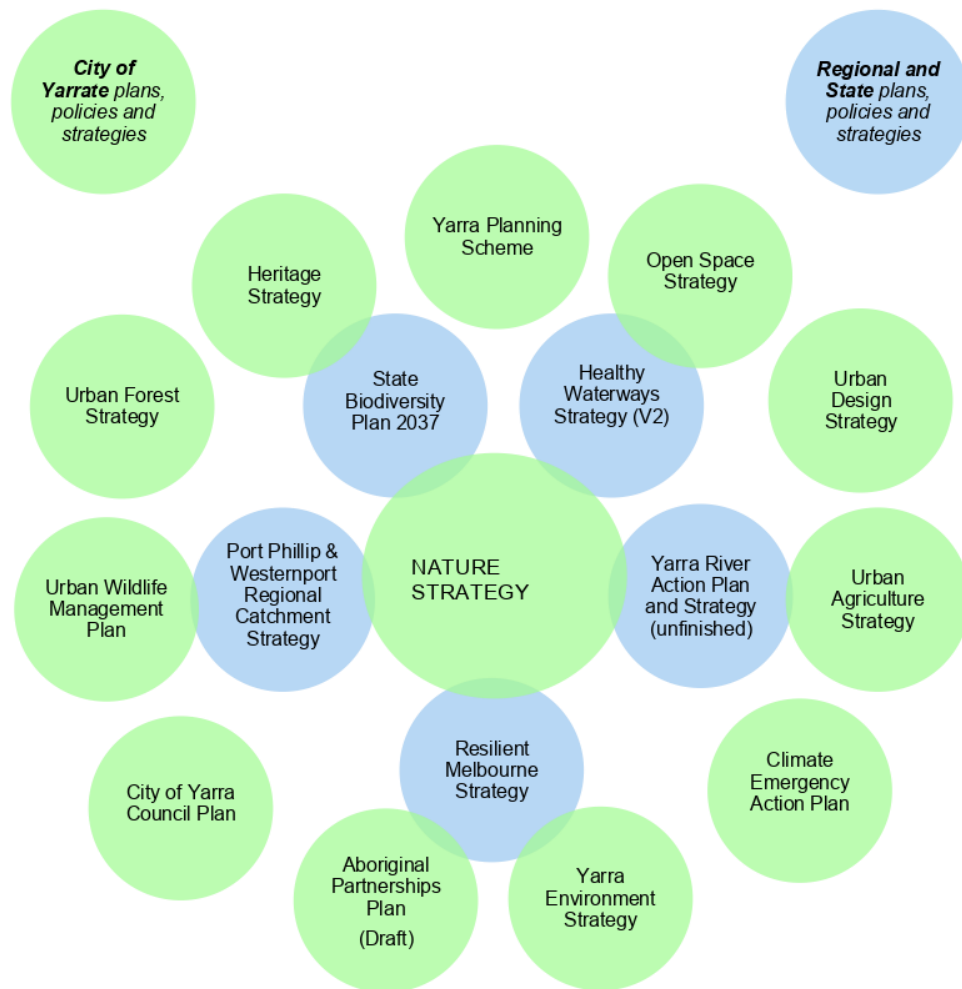 City of
Yarrate plans,
policies and
strategies
Regional and
State plans,
policies and
strategies
Yarra Planning
Scheme
Heritage
Strategy
Open Space
Strategy
Urban Forest
Strategy
State
Biodiversity
Plan 2037
Healthy
Waterways
Strategy (V2)
Urban
Design
Strategy
Urban Wildlife
Management
Plan
Port Phillip &
Westernport
Regional
Catchment
Strategy
NATURE
STRATEGY
Yarra River
Action Plan
and Strategy
(unfinished)
Urban
Agriculture
Strategy
City of Yarra
Council Plan
Resilient
Melbourne
Strategy
Climate
Emergency
Action Plan
Aboriginal
Partnerships
Plan
(Draft)
Yarra
Environment
Strategy